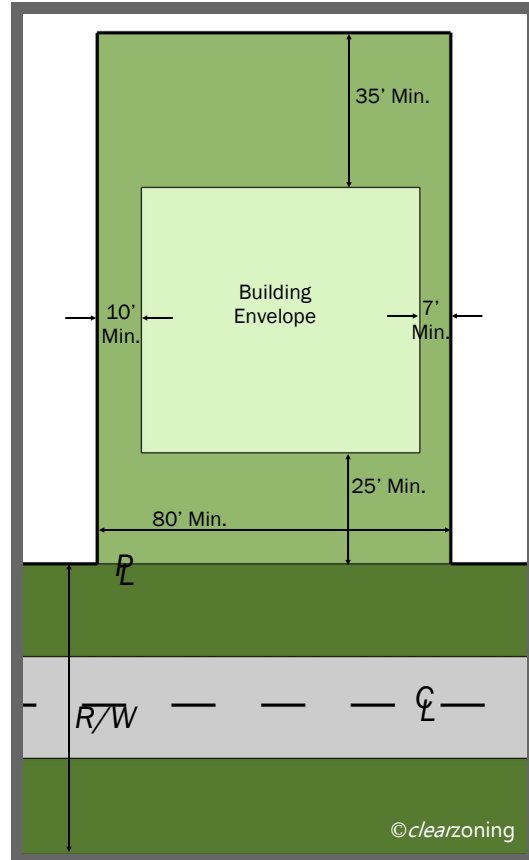 35’ Min.
Building
Envelope
10’
Min.
7’
Min.
25’ Min.
80’ Min.
PL
R/W
CL
©clearzoning